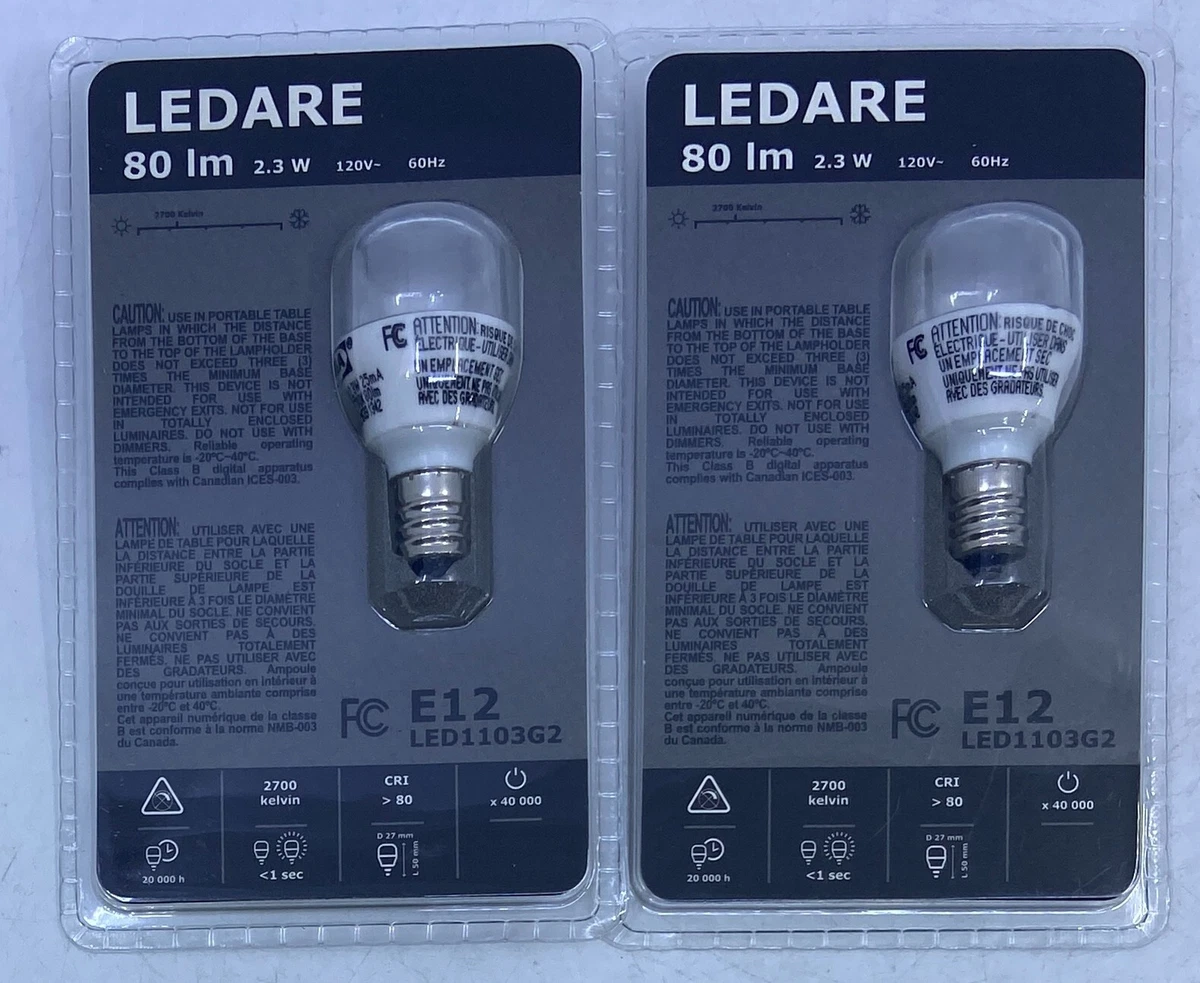 LEDARE
80 lm 2.3 W 120V~ 60Hz
2700 Kelvin
CAUTION: USE IN PORTABLE TABLE
LAMPS IN WHICH THE DISTANCE
FROM THE BOTTOM OF THE BASE
TO THE TOP OF THE LAMPHOLDER
DOES NOT EXCEED THREE (3)
TIMES THE MINIMUM BASE
DIAMETER. THIS DEVICE IS NOT
INTENDED FOR USE WITH
EMERGENCY EXITS. NOT FOR USE
IN TOTALLY ENCLOSED
LUMINAIRES. DO NOT USE WITH
DIMMERS. Reliable operating
temperature is -20°C~40°C.
This Class B digital apparatus
complies with Canadian ICES-003.
FC
ATTENTION: RISQUE DE
ÉLECTRIQUE-UTILISER
UN EMPLACEMENT SEC
UNIQUEMENT. NE PAS
AVEC DES GRADATEURS.
25mA
ATTENTION: UTILISER AVEC UNE
LAMPE DE TABLE POUR LAQUELLE
LA DISTANCE ENTRE LA PARTIE
INFÉRIEURE DU SOCLE ET LA
PARTIE SUPÉRIEURE DE LA
DOUILLE DE LAMPE EST
INFÉRIEURE À 3 FOIS LE DIAMÈTRE
MINIMAL DU SOCLE. NE CONVIENT
PAS AUX SORTIES DE SECOURS.
NE CONVIENT PAS À DES
LUMINAIRES TOTALEMENT
FERMÉS. NE PAS UTILISER AVEC
DES GRADATEURS. Ampoule
conçue pour utilisation en intérieur à
une température ambiante comprise
entre -20°C et 40°C.
Cet appareil numérique de la classe
B est conforme à la norme NMB-003
du Canada.
FC E12
LED1103G2
2700
kelvin
CRI
> 80
x 40 000
20 000 h
<1 sec
D 27 mm
L 50 mm
LEDARE
80 lm 2.3 W 120V~ 60Hz
2700 Kelvin
CAUTION: USE IN PORTABLE TABLE
LAMPS IN WHICH THE DISTANCE
FROM THE BOTTOM OF THE BASE
TO THE TOP OF THE LAMPHOLDER
DOES NOT EXCEED THREE (3)
TIMES THE MINIMUM BASE
DIAMETER. THIS DEVICE IS NOT
INTENDED FOR USE WITH
EMERGENCY EXITS. NOT FOR USE
IN TOTALLY ENCLOSED
LUMINAIRES. DO NOT USE WITH
DIMMERS. Reliable operating
temperature is -20°C~40°C.
This Class B digital apparatus
complies with Canadian ICES-003.
FC
ATTENTION: RISQUE DE CHOC
ÉLECTRIQUE-UTILISER DANS
UN EMPLACEMENT SEC
UNIQUEMENT. NE PAS UTILISER
AVEC DES GRADATEURS.
ATTENTION: UTILISER AVEC UNE
LAMPE DE TABLE POUR LAQUELLE
LA DISTANCE ENTRE LA PARTIE
INFÉRIEURE DU SOCLE ET LA
PARTIE SUPÉRIEURE DE LA
DOUILLE DE LAMPE EST
INFÉRIEURE À 3 FOIS LE DIAMÈTRE
MINIMAL DU SOCLE. NE CONVIENT
PAS AUX SORTIES DE SECOURS.
NE CONVIENT PAS À DES
LUMINAIRES TOTALEMENT
FERMÉS. NE PAS UTILISER AVEC
DES GRADATEURS. Ampoule
conçue pour utilisation en intérieur à
une température ambiante comprise
entre -20°C et 40°C.
Cet appareil numérique de la classe
B est conforme à la norme NMB-003
du Canada.
FC E12
LED1103G2
2700
kelvin
CRI
> 80
x 40 000
20 000 h
<1 sec
D 27 mm
L 50 mm